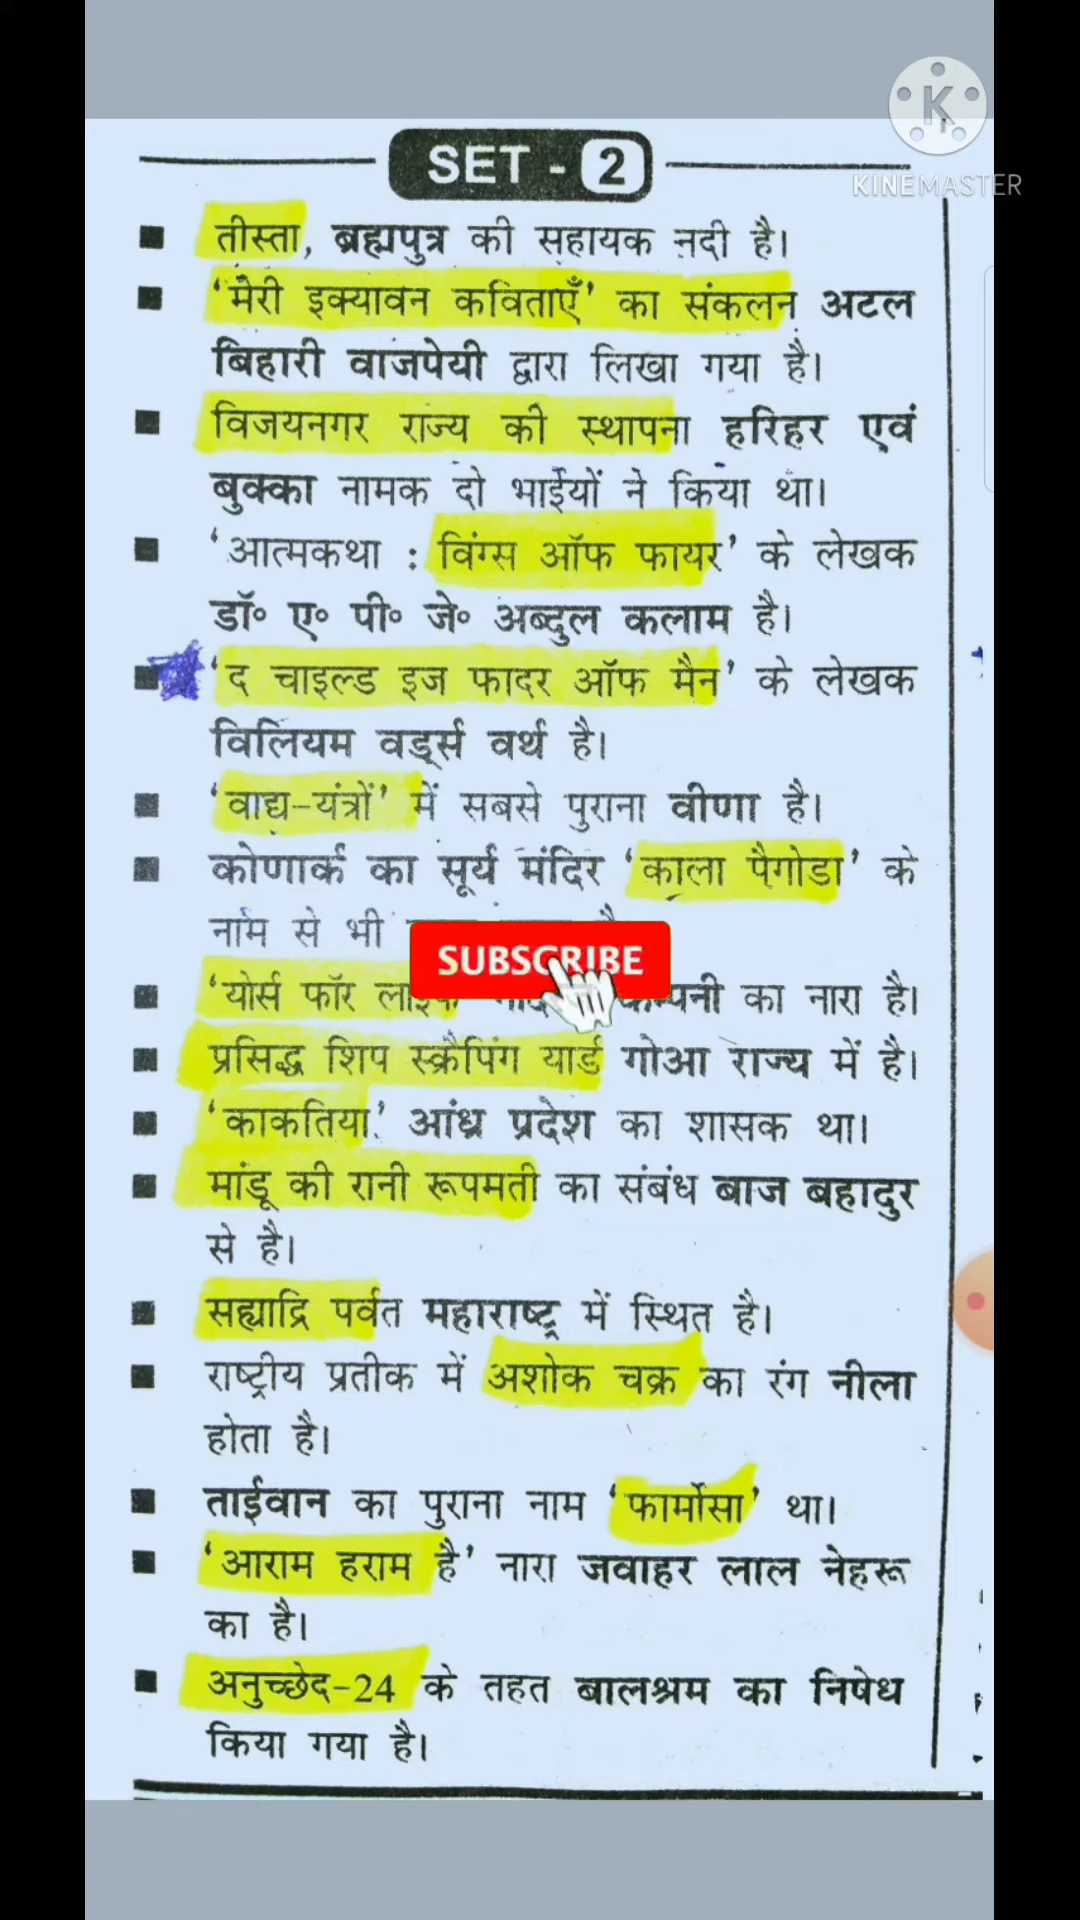 KINEMASTER
SET - 2
तीस्ता, ब्रह्मपुत्र की सहायक नदी है।
‘मेरी इक्यावन कविताएँ’ का संकलन अटल
बिहारी वाजपेयी द्वारा लिखा गया है।
विजयनगर राज्य की स्थापना हरिहर एवं
बुक्का नामक दो भाईयों ने किया था।
‘आत्मकथा : विंग्स ऑफ फायर’ के लेखक
डॉ॰ ए॰ पी॰ जे॰ अब्दुल कलाम है।
‘द चाइल्ड इज फादर ऑफ मैन’ के लेखक
विलियम वर्ड्स वर्थ है।
‘वाद्य-यंत्रों’ में सबसे पुराना वीणा है।
कोणार्क का सूर्य मंदिर ‘काला पैगोडा’ के
नाम से भी
SUBSCRIBE
‘योर्स फॉर लाइफ कम्पनी का नारा है।
प्रसिद्ध शिप स्क्रैपिंग यार्ड गोआ राज्य में है।
‘काकतिया’ आंध्र प्रदेश का शासक था।
मांडू की रानी रूपमती का संबंध बाज बहादुर
से है।
सह्याद्रि पर्वत महाराष्ट्र में स्थित है।
राष्ट्रीय प्रतीक में अशोक चक्र का रंग नीला
होता है।
ताईवान का पुराना नाम ‘फार्मोसा’ था।
‘आराम हराम है’ नारा जवाहर लाल नेहरू
का है।
अनुच्छेद-24 के तहत बालश्रम का निषेध
किया गया है।